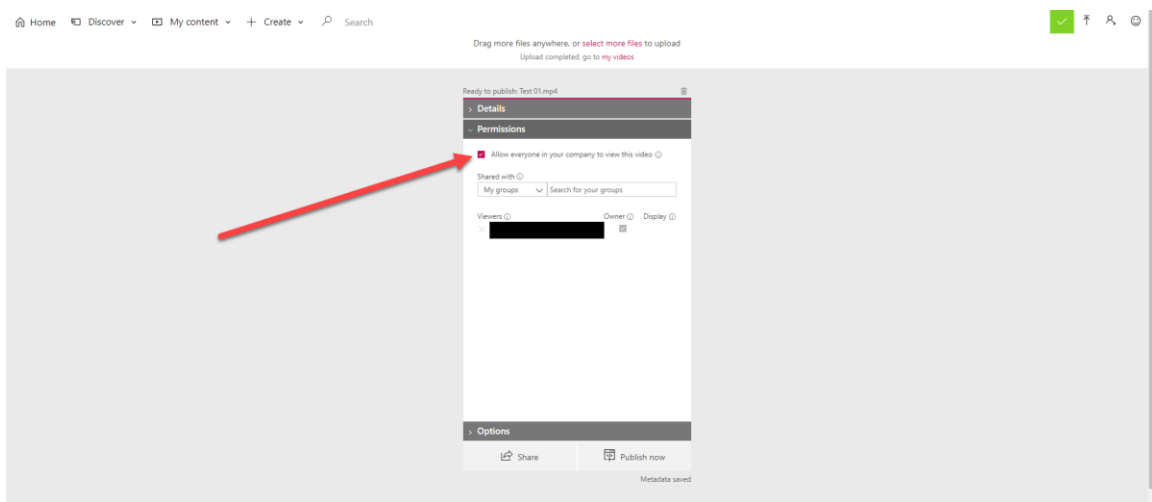 Home Discover My content Create Search
Drag more files anywhere, or select more files to upload
Upload completed, go to my videos
Ready to publish: Test 01.mp4
Details
Permissions
Allow everyone in your company to view this video
Shared with
My groups Search for your groups
Viewers Owner Display
Options
Share Publish now
Metadata saved